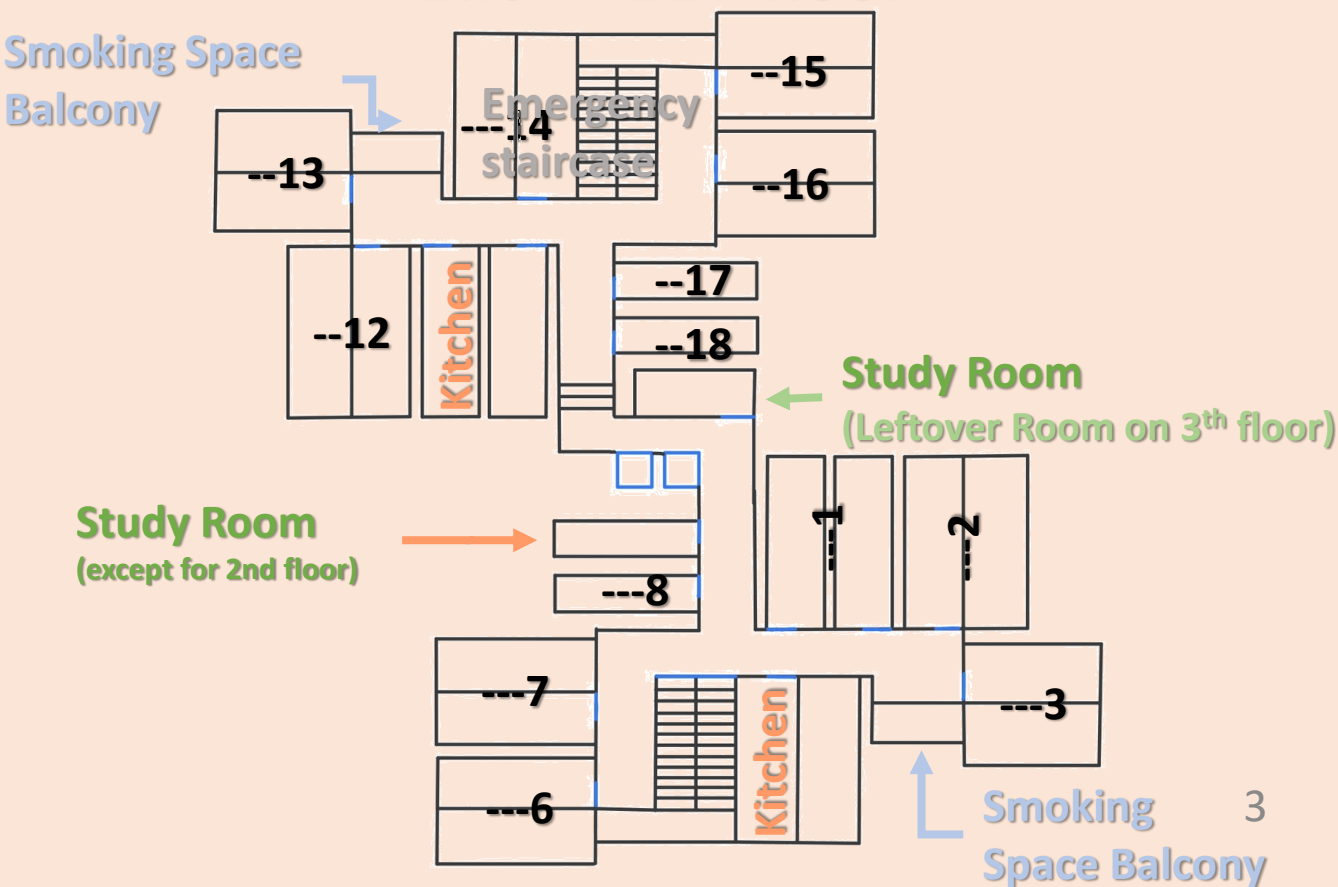 Smoking Space
Balcony
--15
Emergency
staircase
---14
--13
--16
--17
--12
Kitchen
--18
Study Room
(Leftover Room on 3th floor)
---1
---2
Study Room
(except for 2nd floor)
---8
---7
---3
Kitchen
---6
Smoking
Space Balcony
3